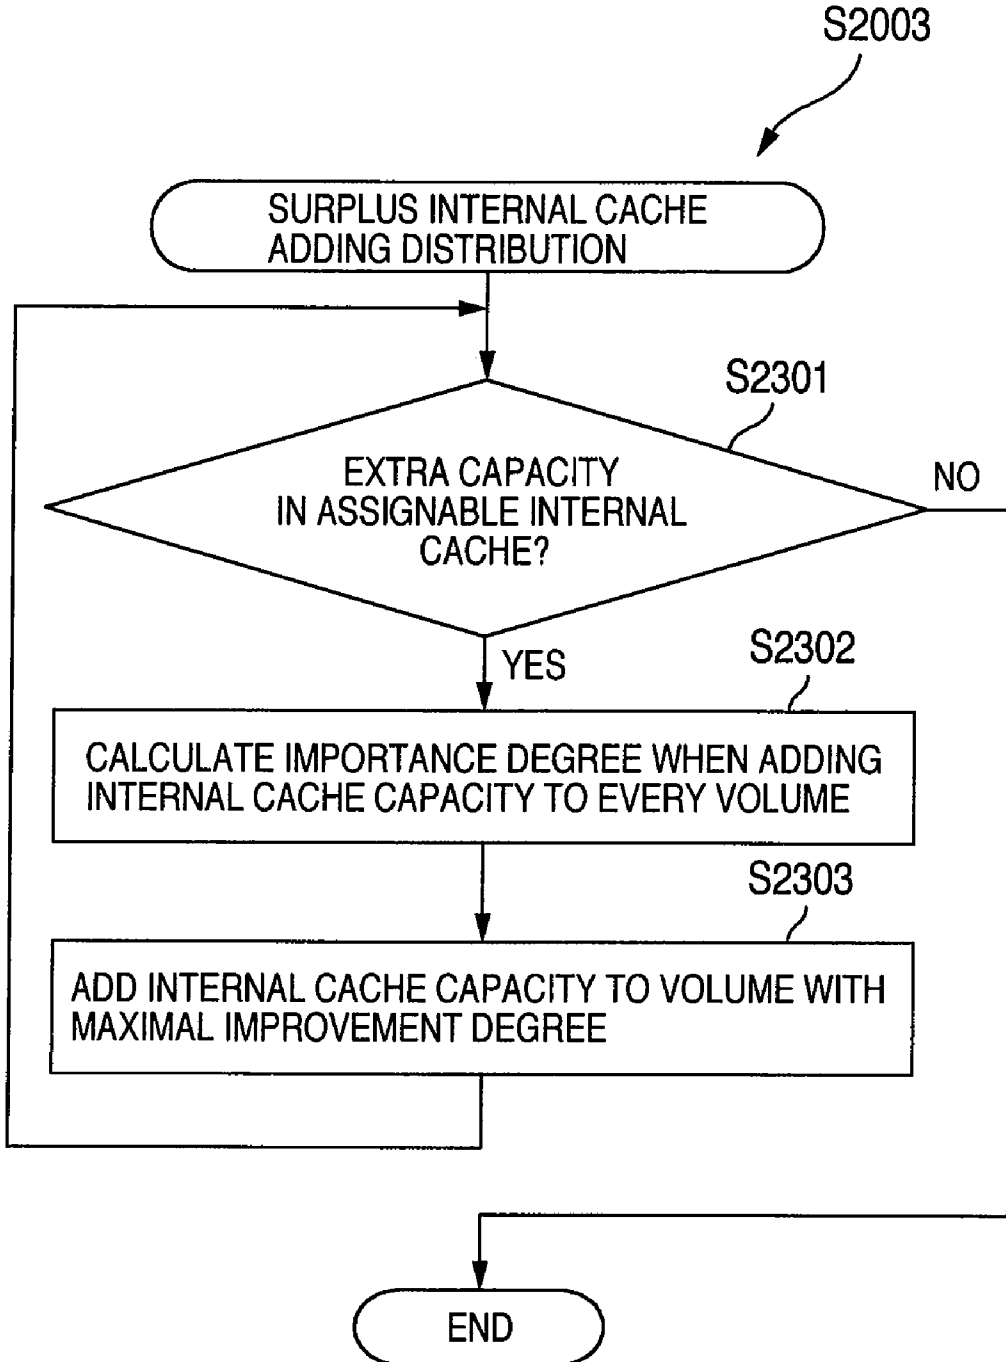 S2003
SURPLUS INTERNAL CACHE
ADDING DISTRIBUTION
S2301
EXTRA CAPACITY
IN ASSIGNABLE INTERNAL
CACHE?
NO
YES
S2302
CALCULATE IMPORTANCE DEGREE WHEN ADDING
INTERNAL CACHE CAPACITY TO EVERY VOLUME
S2303
ADD INTERNAL CACHE CAPACITY TO VOLUME WITH
MAXIMAL IMPROVEMENT DEGREE
END